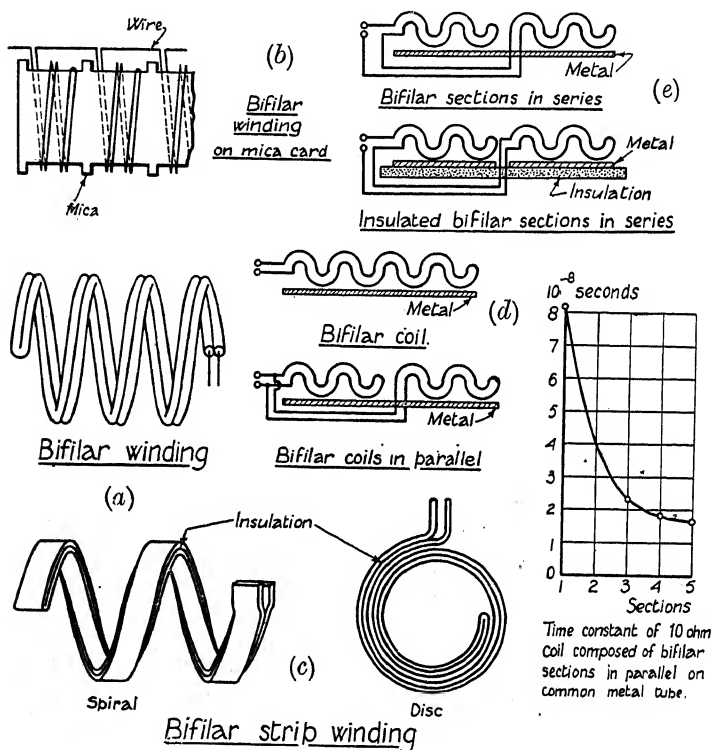 Wire
(b)
Bifilar
winding
on mica card
Mica
Metal
Bifilar sections in series
(e)
Metal
Insulation
Insulated bifilar sections in series
Bifilar winding
(a)
Metal
(d)
Bifilar coil.
Metal
Bifilar coils in parallel
10⁻⁸ seconds
8
7
6
5
4
3
2
1
0
1 2 3 4 5
Sections
Time constant of 10 ohm
coil composed of bifilar
sections in parallel on
common metal tube.
Insulation
(c)
Spiral
Disc
Bifilar strip winding